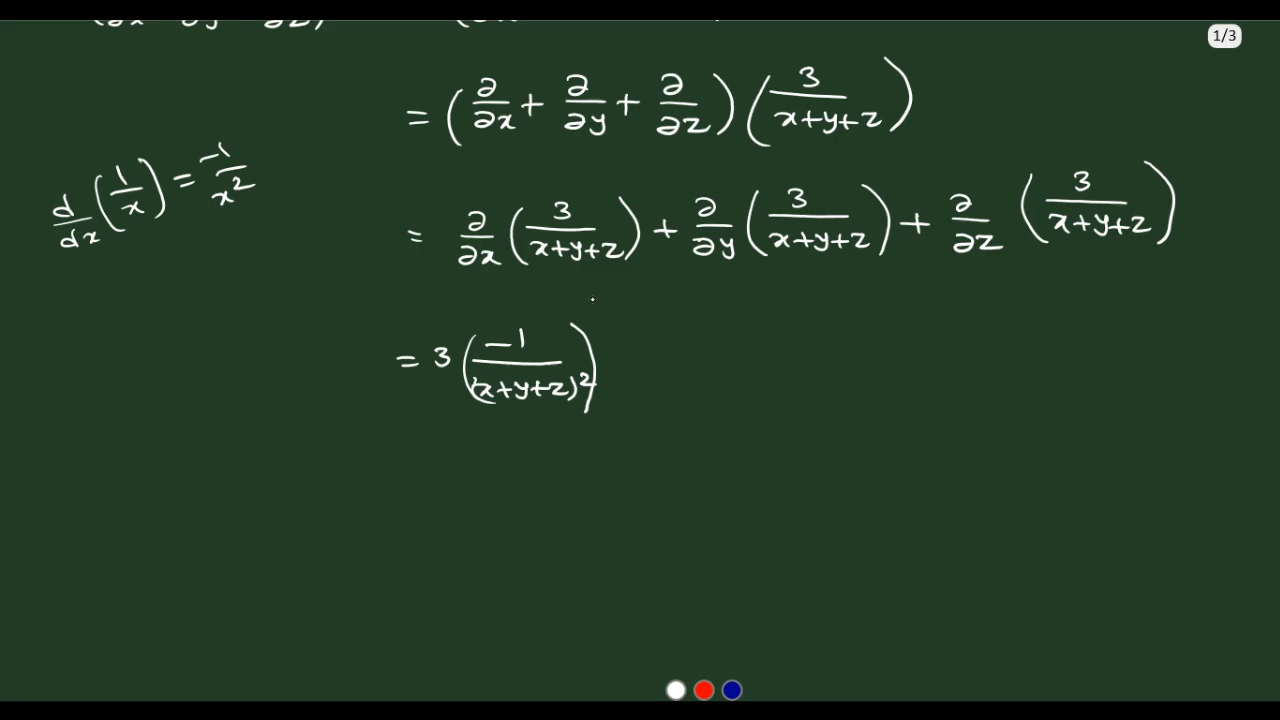 1/3
= (∂/∂x + ∂/∂y + ∂/∂z) (3/(x+y+z))
d/dx (1/x) = -1/x²
= ∂/∂x (3/(x+y+z)) + ∂/∂y (3/(x+y+z)) + ∂/∂z (3/(x+y+z))
= 3 (-1/(x+y+z)²)